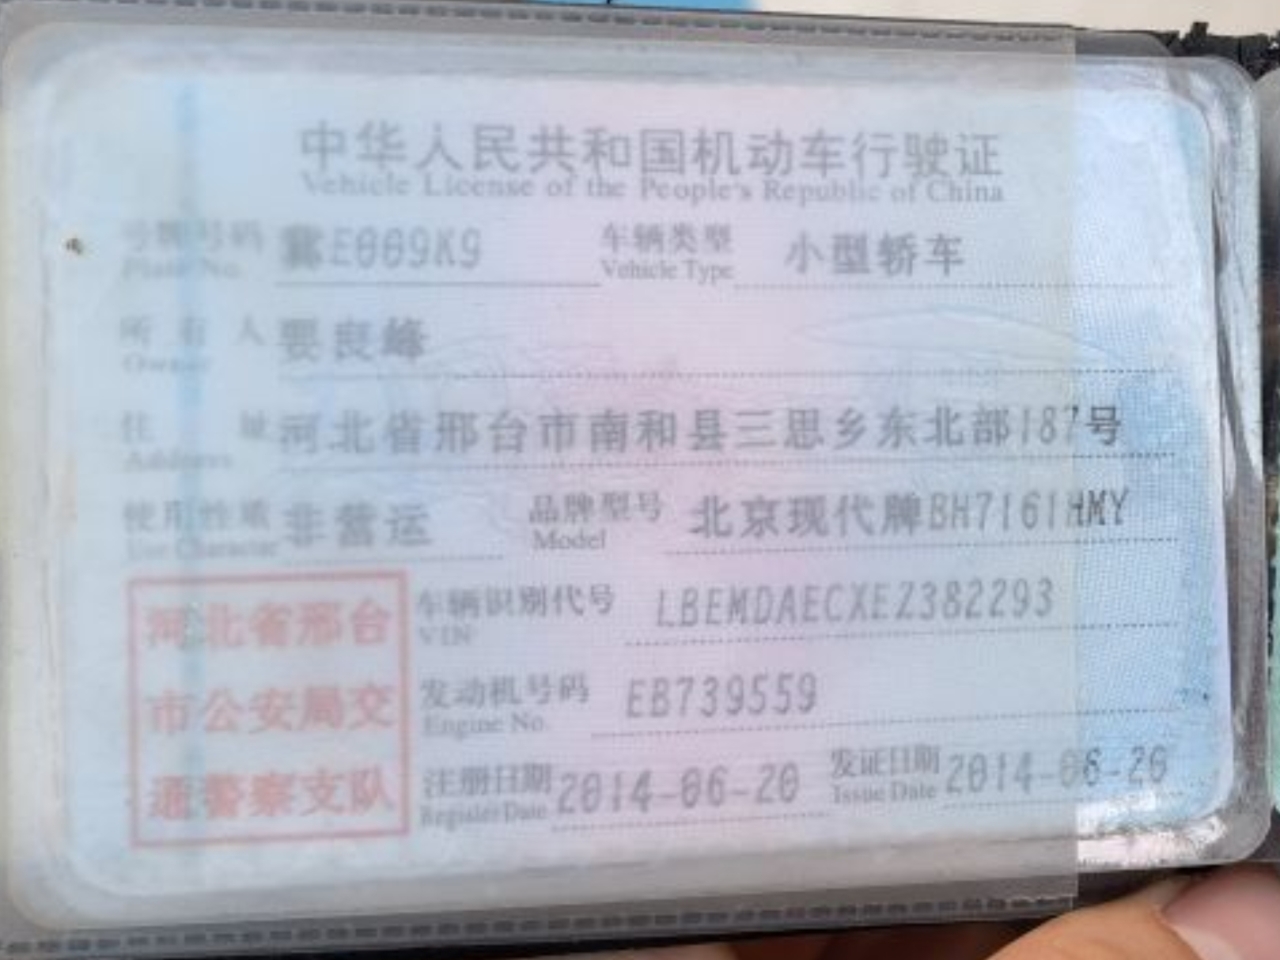 中华人民共和国机动车行驶证
Vehicle License of the People's Republic of China
号牌号码 冀E009K9 车辆类型 小型轿车
Plate No. Vehicle Type
所有人 要良峰
Owner
住址 河北省邢台市南和县三思乡东北部187号
Address
使用性质 非营运 品牌型号 北京现代牌BH7161HMY
Use Character Model
河北省邢台 车辆识别代号 LBEMDAECXEZ382293
VIN
市公安局交 发动机号码 EB739559
Engine No.
通警察支队 注册日期 2014-06-20 发证日期 2014-06-20
Register Date Issue Date